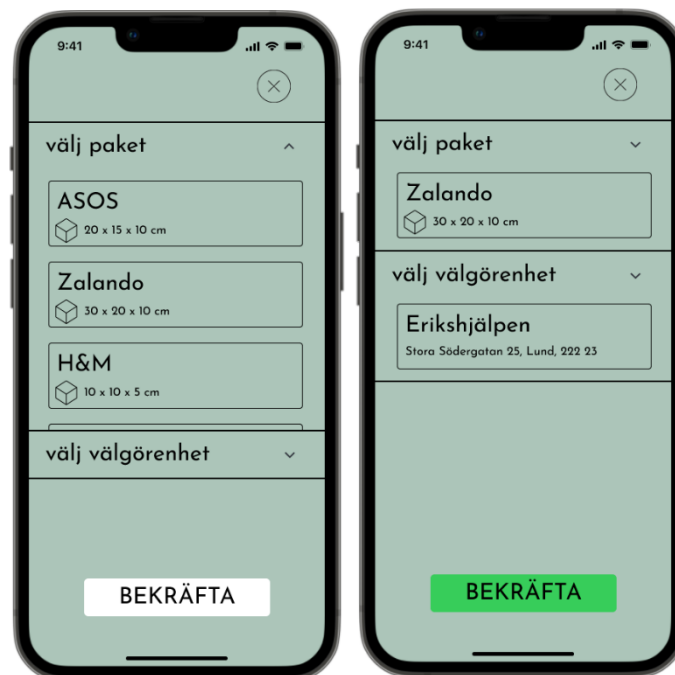 9:41
välj paket
ASOS
20 x 15 x 10 cm
Zalando
30 x 20 x 10 cm
H&M
10 x 10 x 5 cm
välj välgörenhet
BEKRÄFTA
9:41
välj paket
Zalando
30 x 20 x 10 cm
välj välgörenhet
Erikshjälpen
Stora Södergatan 25, Lund, 222 23
BEKRÄFTA